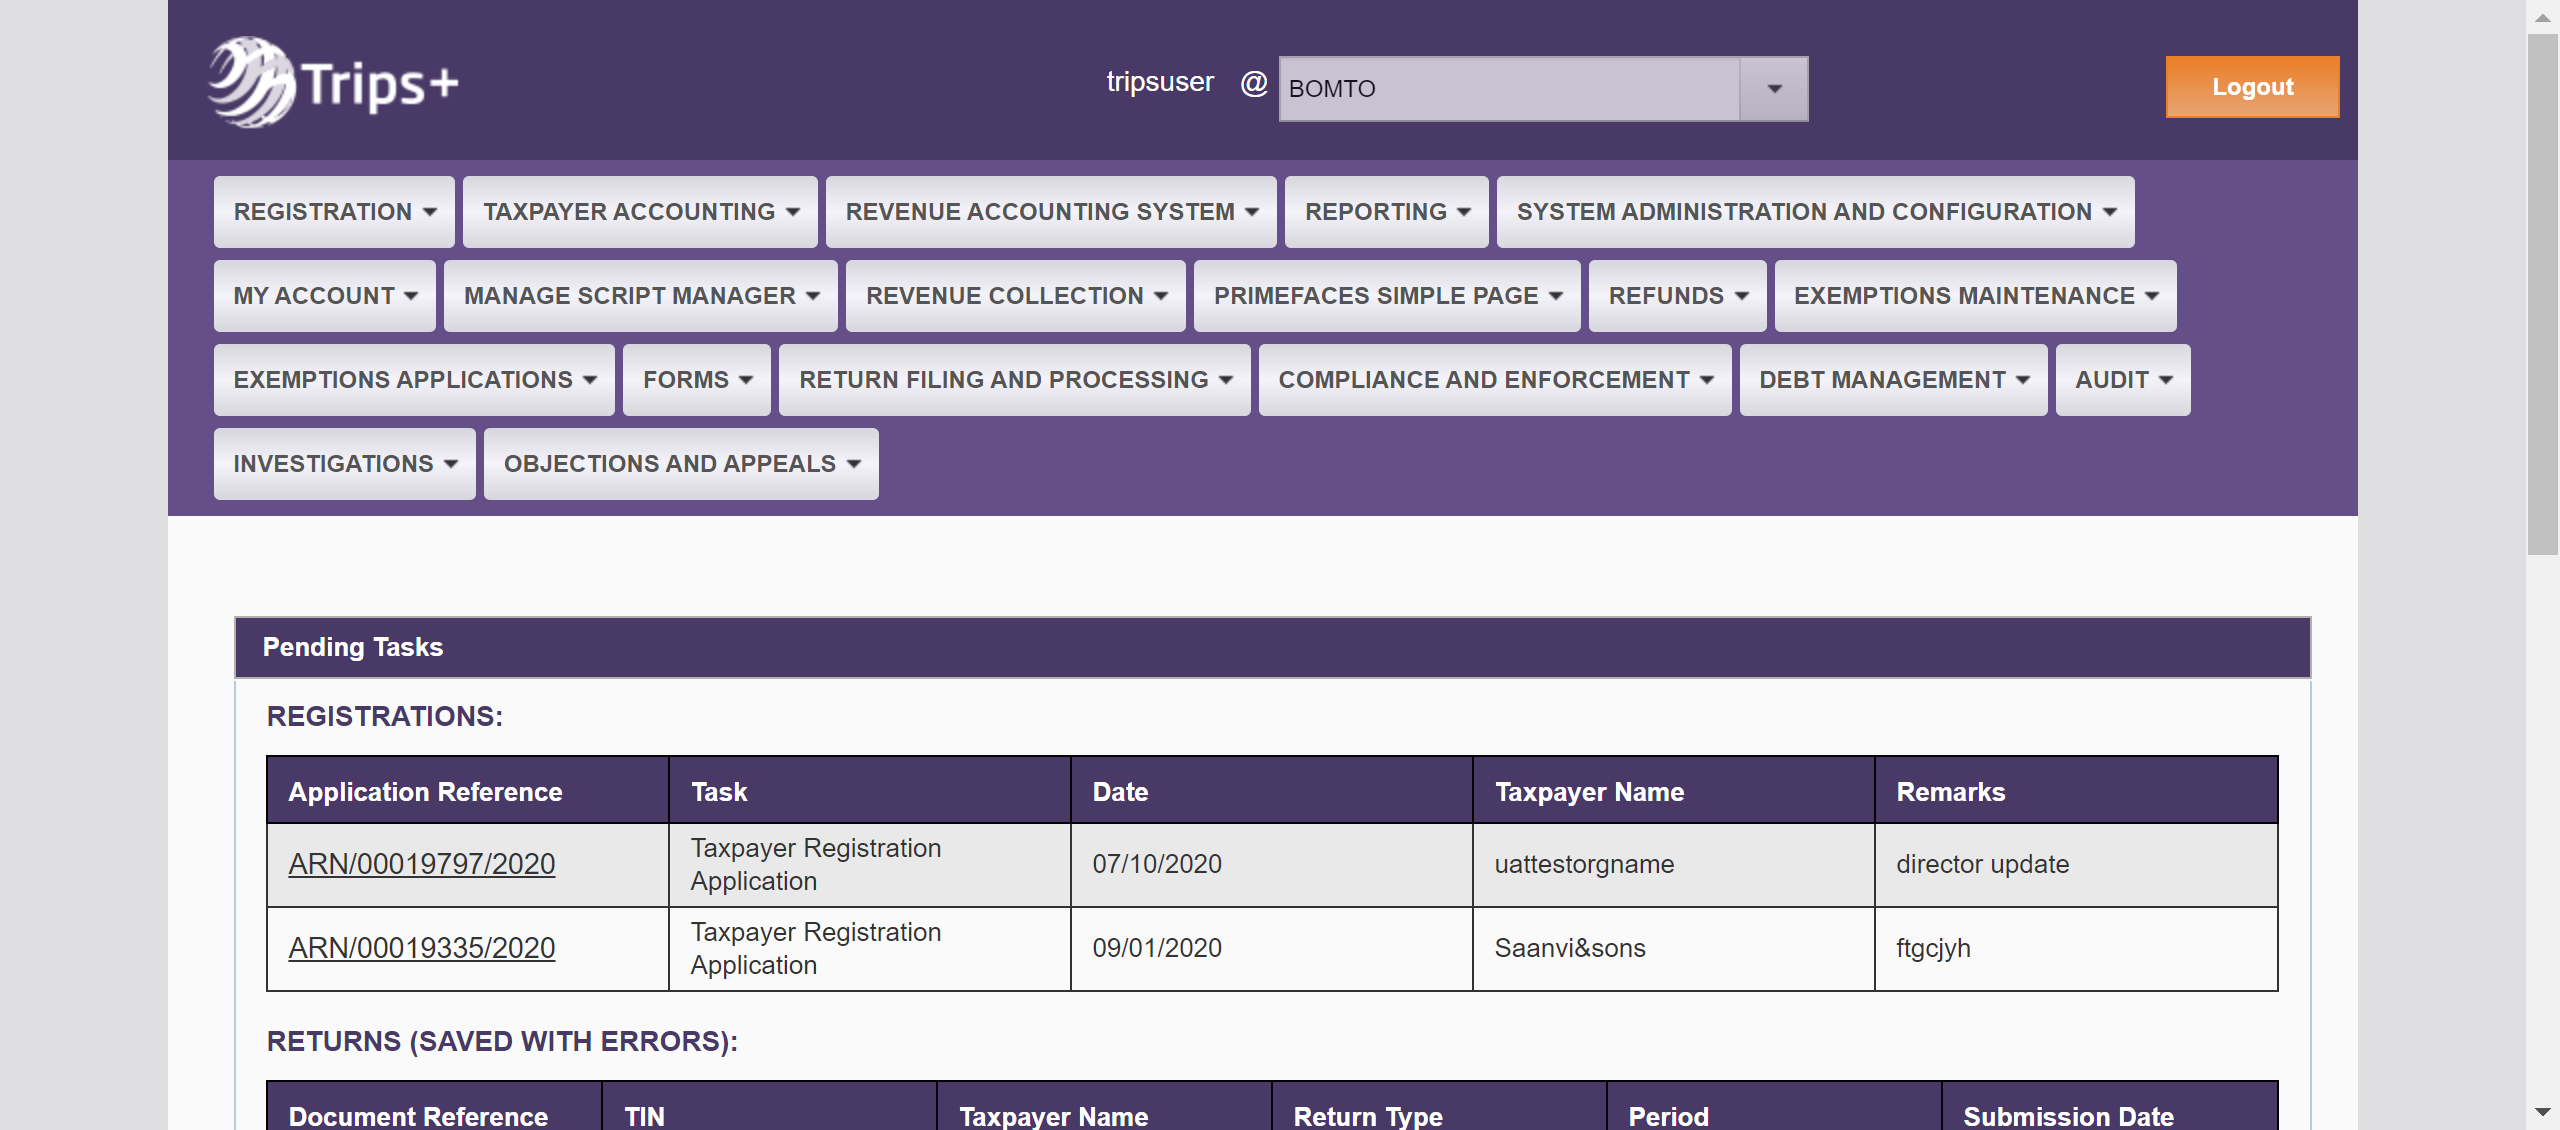 Trips+
tripsuser @ BOMTO
Logout
REGISTRATION TAXPAYER ACCOUNTING REVENUE ACCOUNTING SYSTEM REPORTING SYSTEM ADMINISTRATION AND CONFIGURATION
MY ACCOUNT MANAGE SCRIPT MANAGER REVENUE COLLECTION PRIMEFACES SIMPLE PAGE REFUNDS EXEMPTIONS MAINTENANCE
EXEMPTIONS APPLICATIONS FORMS RETURN FILING AND PROCESSING COMPLIANCE AND ENFORCEMENT DEBT MANAGEMENT AUDIT
INVESTIGATIONS OBJECTIONS AND APPEALS
Pending Tasks
REGISTRATIONS:
Application Reference Task Date Taxpayer Name Remarks
ARN/00019797/2020 Taxpayer Registration Application 07/10/2020 uattestorgname director update
ARN/00019335/2020 Taxpayer Registration Application 09/01/2020 Saanvi&sons ftgcjyh
RETURNS (SAVED WITH ERRORS):
Document Reference TIN Taxpayer Name Return Type Period Submission Date